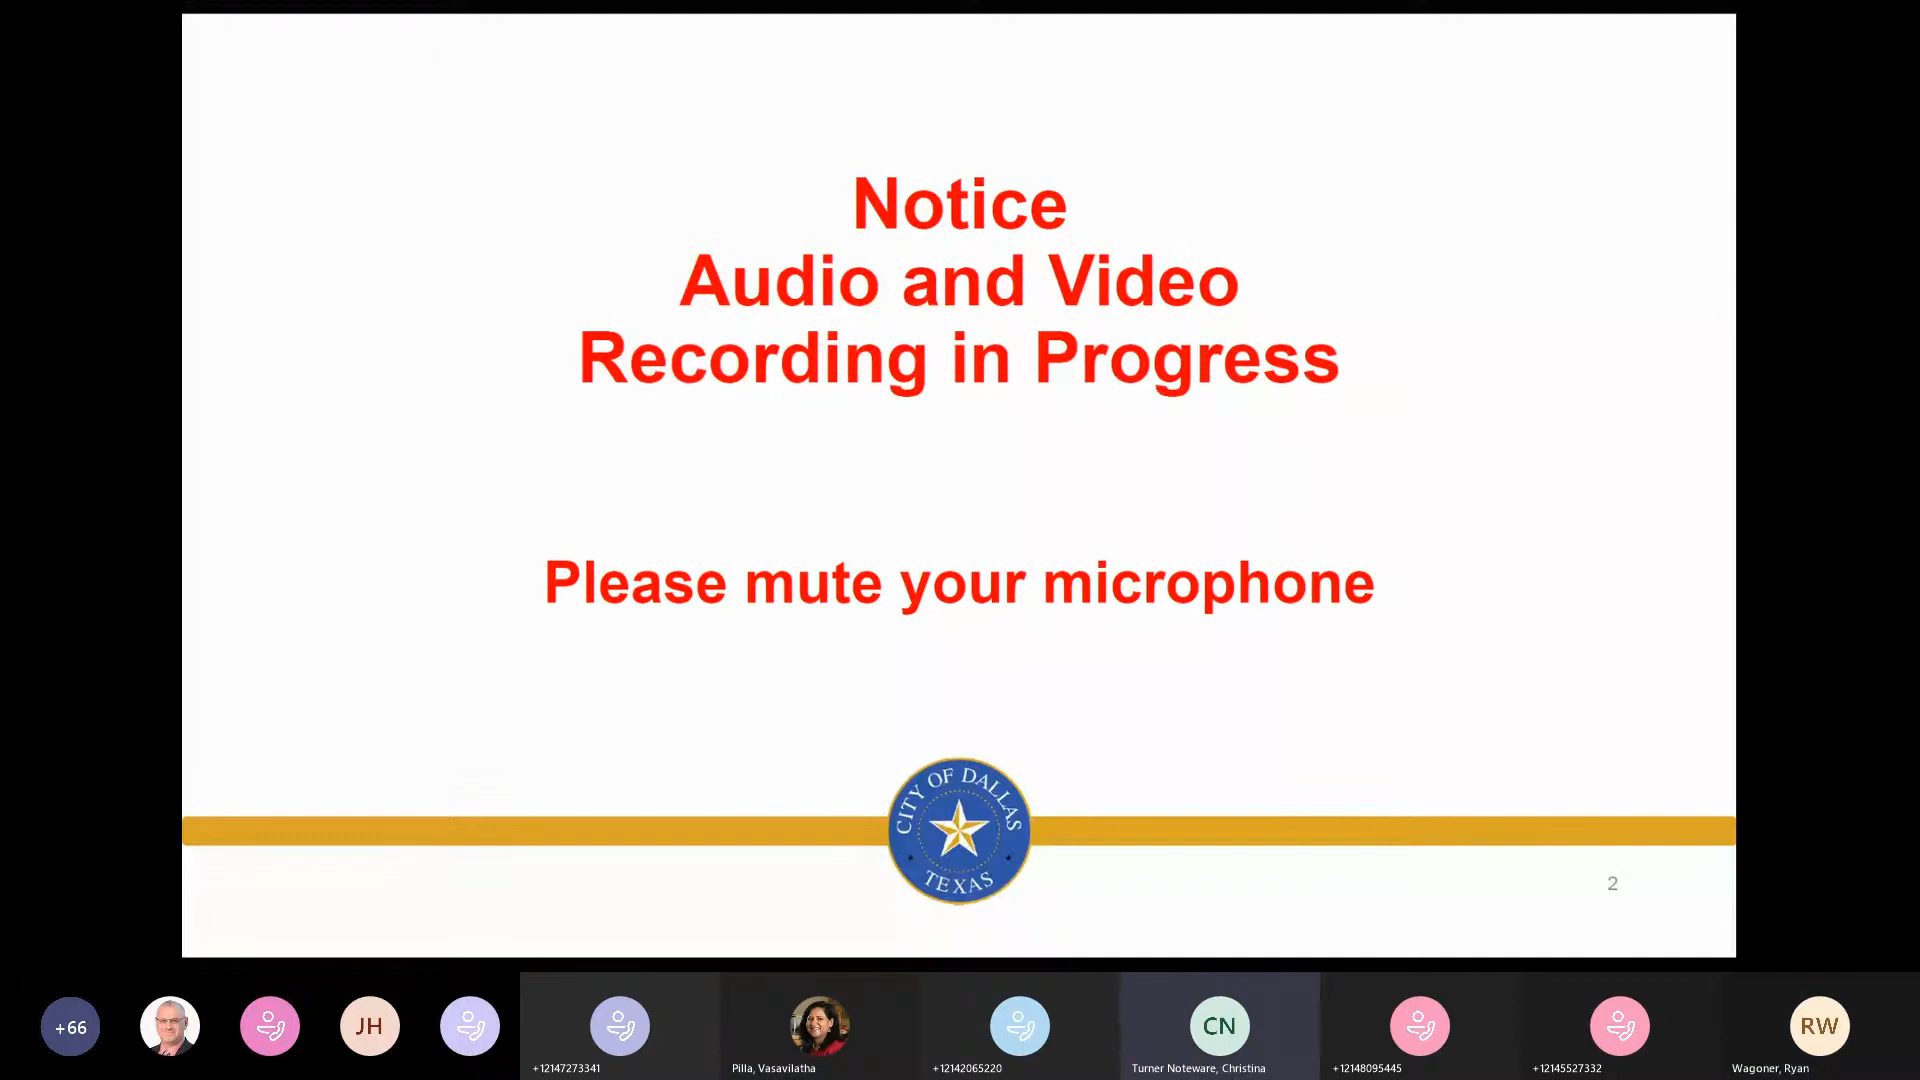 Notice
Audio and Video
Recording in Progress
Please mute your microphone
CITY OF DALLAS
TEXAS
2
+66
JH
CN
RW
+12147273341
Pilla, Vasavilatha
+12142065220
Turner Noteware, Christina
+12148095445
+12145527332
Wagoner, Ryan